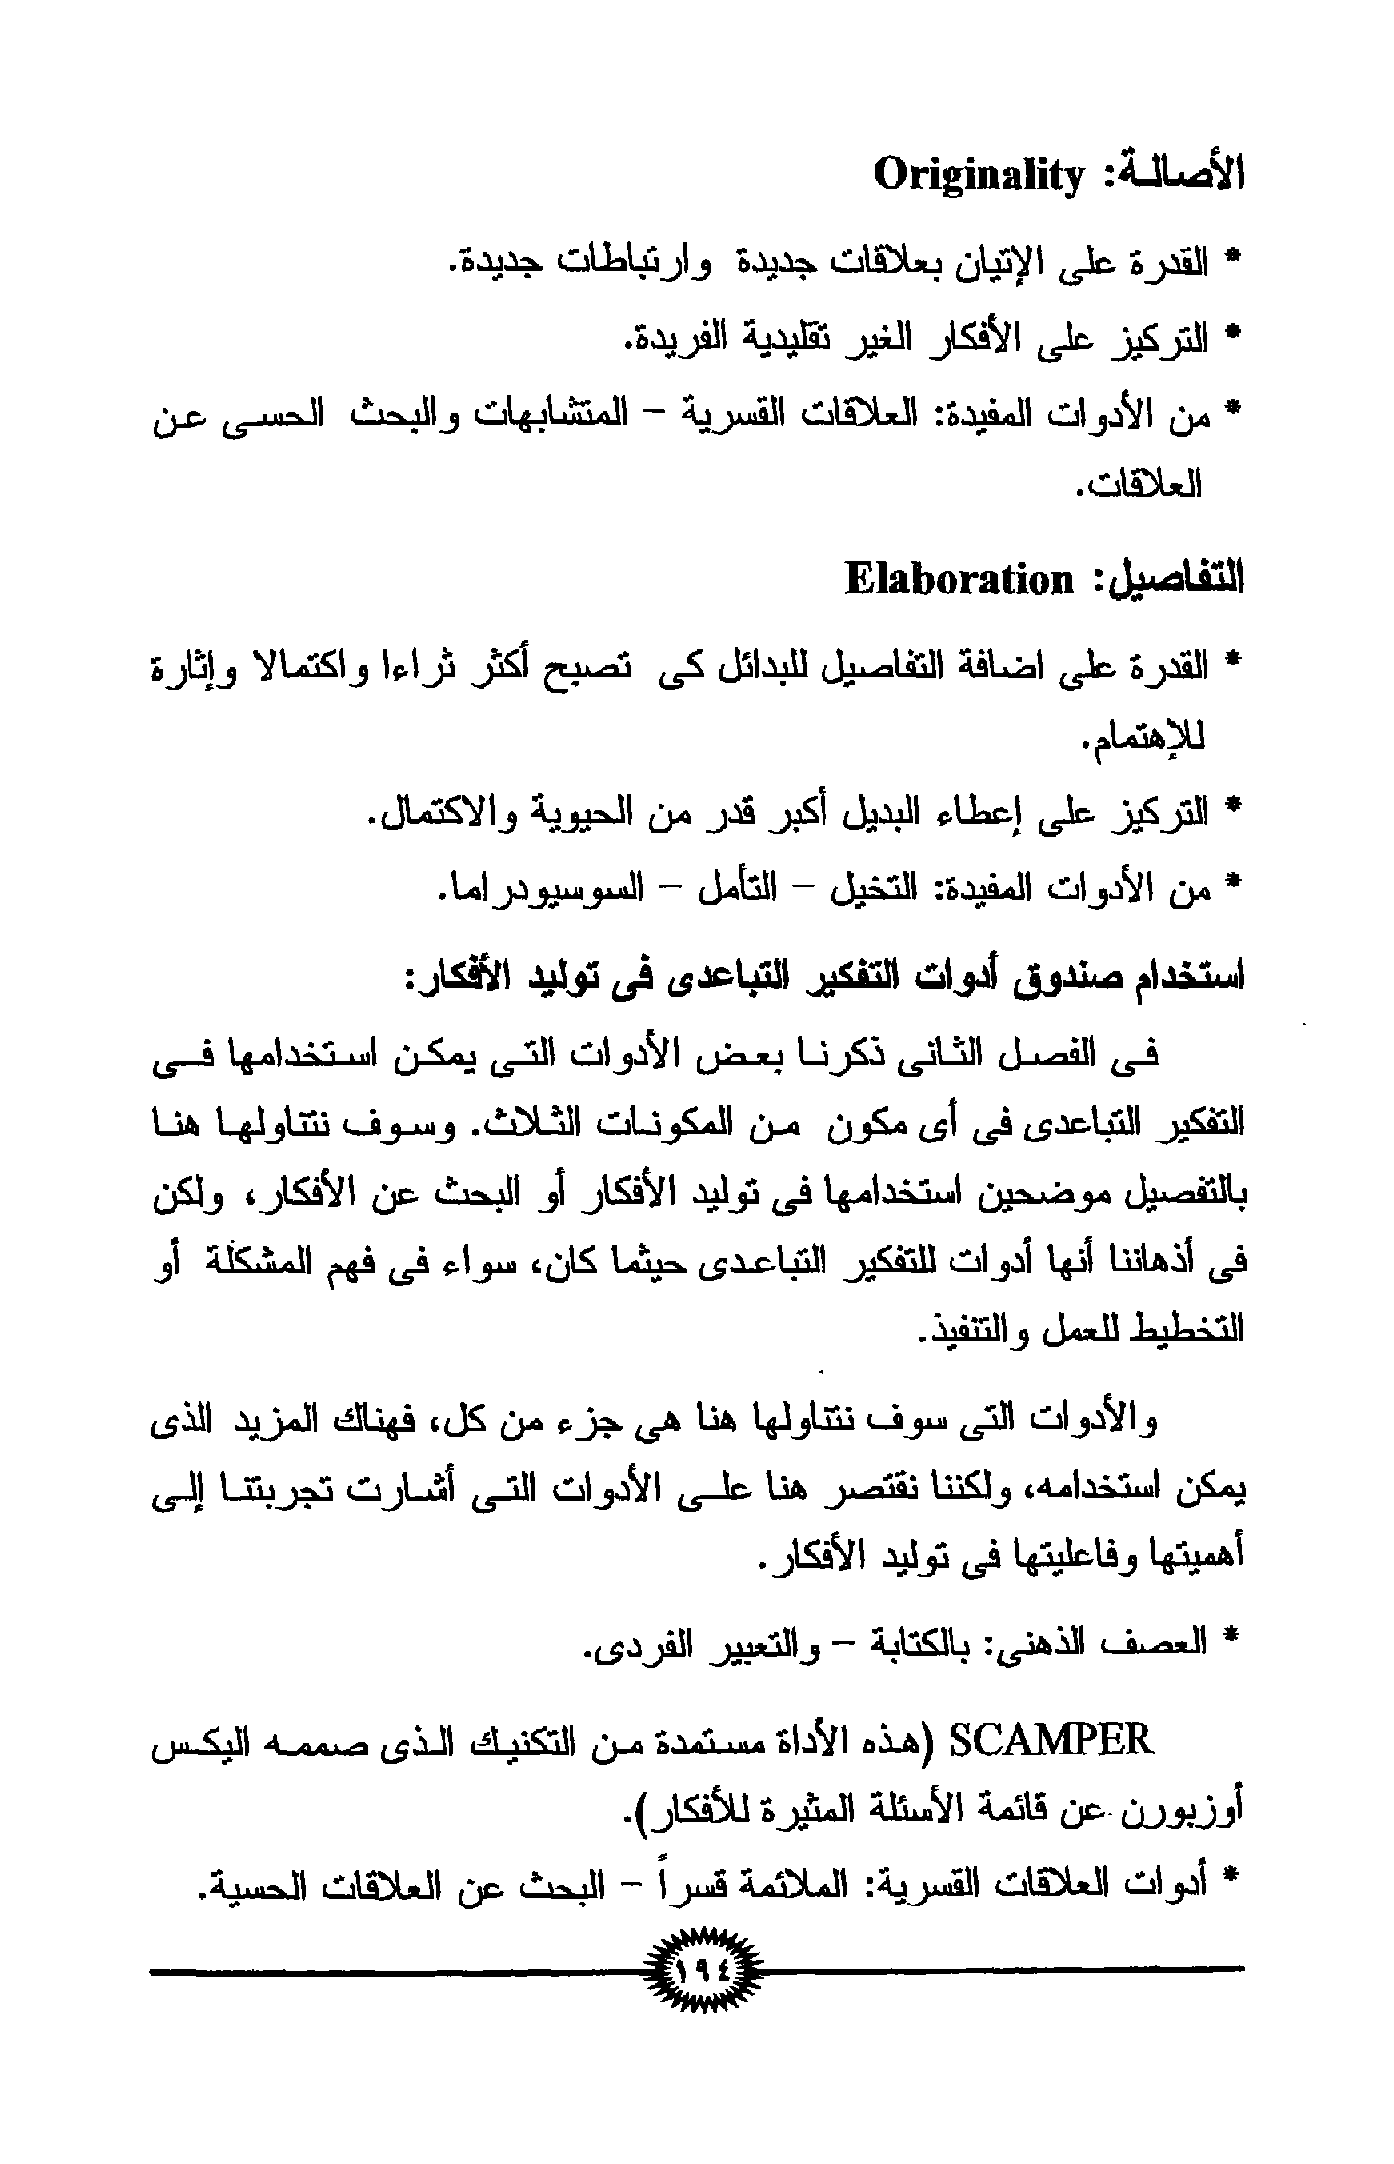 الأصالة: Originality
* القدرة على الإتيان بعلاقات جديدة وارتباطات جديدة.
* التركيز على الأفكار الغير تقليدية الفريدة.
* من الأدوات المفيدة: العلاقات القسرية – المتشابهات والبحث الحسى عن
العلاقات.
التفاصيل: Elaboration
* القدرة على اضافة التفاصيل للبدائل كى تصبح أكثر ثراءا واكتمالا وإثارة
للإهتمام.
* التركيز على إعطاء البديل أكبر قدر من الحيوية والاكتمال.
* من الأدوات المفيدة: التخيل – التأمل – السوسيودراما.
استخدام صندوق أدوات التفكير التباعدى فى توليد الأفكار:
فى الفصل الثانى ذكرنا بعض الأدوات التى يمكن استخدامها فى
التفكير التباعدى فى أى مكون من المكونات الثلاث. وسوف نتناولها هنا
بالتفصيل موضحين استخدامها فى توليد الأفكار أو البحث عن الأفكار، ولكن
فى أذهاننا أنها أدوات للتفكير التباعدى حيثما كان، سواء فى فهم المشكلة أو
التخطيط للعمل والتنفيذ.
والأدوات التى سوف نتناولها هنا هى جزء من كل، فهناك المزيد الذى
يمكن استخدامه، ولكننا نقتصر هنا على الأدوات التى أشارت تجربتنا إلى
أهميتها وفاعليتها فى توليد الأفكار.
* العصف الذهنى: بالكتابة – والتعبير الفردى.
SCAMPER (هذه الأداة مستمدة من التكنيك الذى صممه اليكس
أوزبورن عن قائمة الأسئلة المثيرة للأفكار).
* أدوات العلاقات القسرية: الملائمة قسراً – البحث عن العلاقات الحسية.
١٩٤